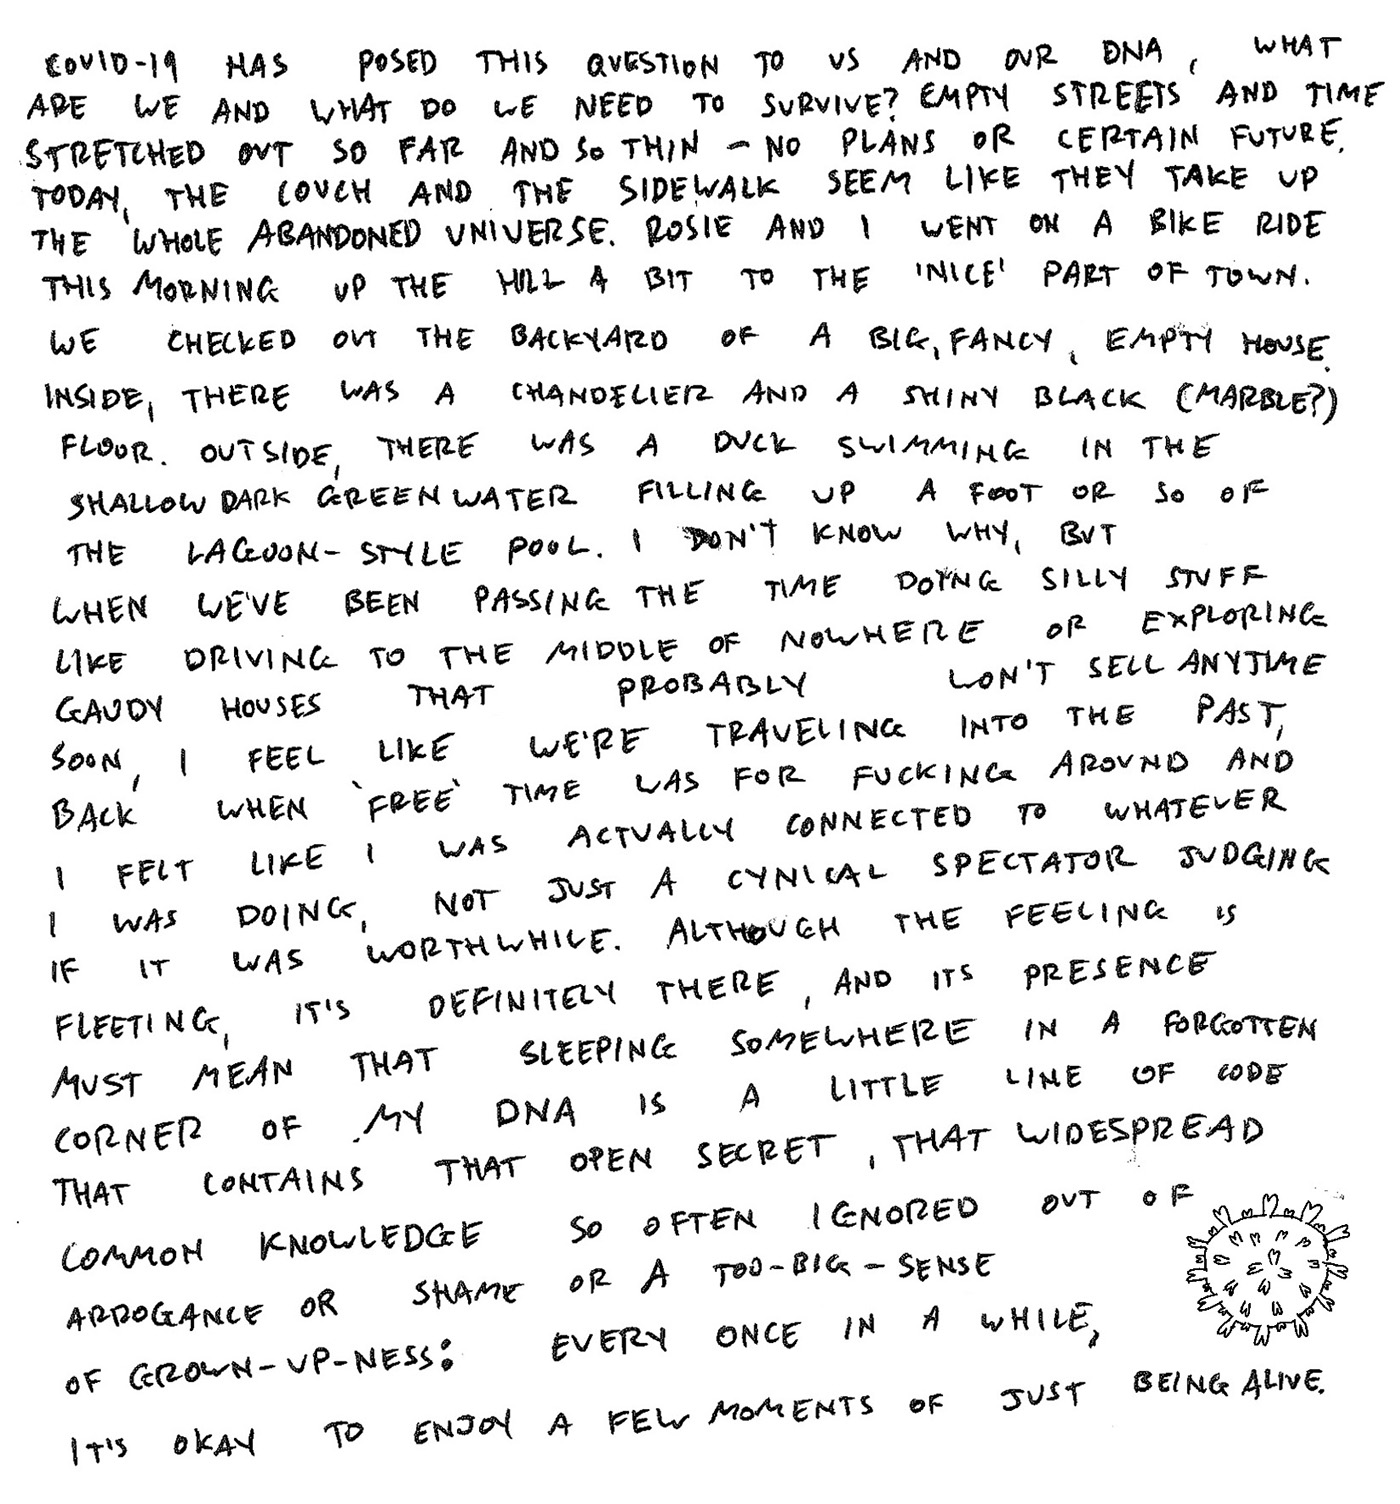 COVID-19 HAS POSED THIS QUESTION TO US AND OUR DNA, WHAT
ARE WE AND WHAT DO WE NEED TO SURVIVE? EMPTY STREETS AND TIME
STRETCHED OUT SO FAR AND SO THIN - NO PLANS OR CERTAIN FUTURE.
TODAY, THE COUCH AND THE SIDEWALK SEEM LIKE THEY TAKE UP
THE WHOLE ABANDONED UNIVERSE. ROSIE AND I WENT ON A BIKE RIDE
THIS MORNING UP THE HILL A BIT TO THE 'NICE' PART OF TOWN.
WE CHECKED OUT THE BACKYARD OF A BIG, FANCY, EMPTY HOUSE.
INSIDE, THERE WAS A CHANDELIER AND A SHINY BLACK (MARBLE?)
FLOOR. OUTSIDE, THERE WAS A DUCK SWIMMING IN THE
SHALLOW DARK GREEN WATER FILLING UP A FOOT OR SO OF
THE LAGOON-STYLE POOL. I DON'T KNOW WHY, BUT
WHEN WE'VE BEEN PASSING THE TIME DOING SILLY STUFF
LIKE DRIVING TO THE MIDDLE OF NOWHERE OR EXPLORING
GAUDY HOUSES THAT PROBABLY WON'T SELL ANYTIME
SOON, I FEEL LIKE WE'RE TRAVELING INTO THE PAST,
BACK WHEN 'FREE' TIME WAS FOR FUCKING AROUND AND
I FELT LIKE I WAS ACTUALLY CONNECTED TO WHATEVER
I WAS DOING, NOT JUST A CYNICAL SPECTATOR JUDGING
IF IT WAS WORTHWHILE. ALTHOUGH THE FEELING IS
FLEETING, IT'S DEFINITELY THERE, AND ITS PRESENCE
MUST MEAN THAT SLEEPING SOMEWHERE IN A FORGOTTEN
CORNER OF MY DNA IS A LITTLE LINE OF CODE
THAT CONTAINS THAT OPEN SECRET, THAT WIDESPREAD
COMMON KNOWLEDGE SO OFTEN IGNORED OUT OF
ARROGANCE OR SHAME OR A TOO-BIG-SENSE
OF GROWN-UP-NESS: EVERY ONCE IN A WHILE,
IT'S OKAY TO ENJOY A FEW MOMENTS OF JUST BEING ALIVE.